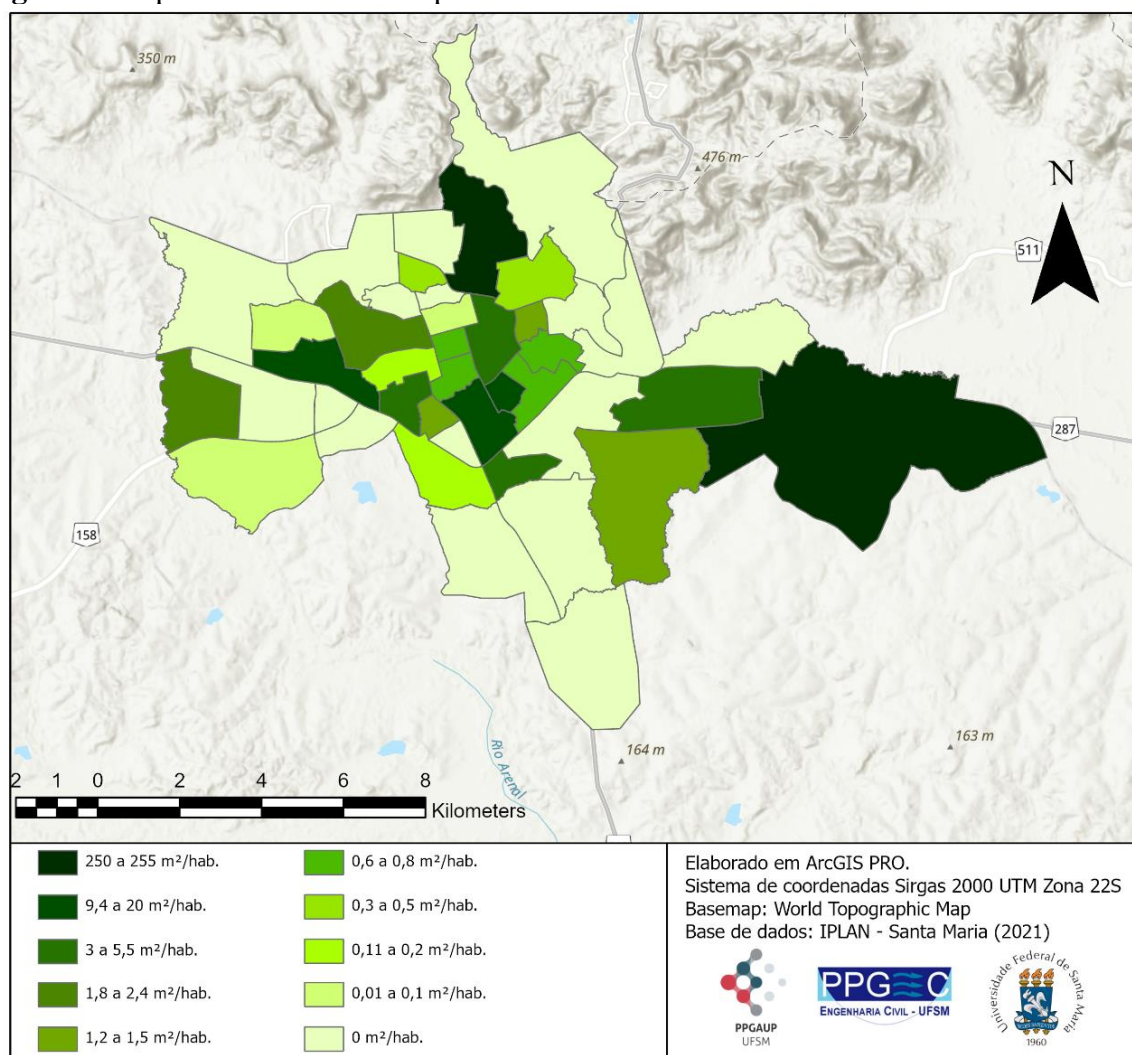 350 m
476 m
N
511
287
158
Rio Arenal
164 m
163 m
2 1 0 2 4 6 8
Kilometers
250 a 255 m²/hab.
9,4 a 20 m²/hab.
3 a 5,5 m²/hab.
1,8 a 2,4 m²/hab.
1,2 a 1,5 m²/hab.
0,6 a 0,8 m²/hab.
0,3 a 0,5 m²/hab.
0,11 a 0,2 m²/hab.
0,01 a 0,1 m²/hab.
0 m²/hab.
Elaborado em ArcGIS PRO.
Sistema de coordenadas Sirgas 2000 UTM Zona 22S
Basemap: World Topographic Map
Base de dados: IPLAN - Santa Maria (2021)
PPGAUP
UFSM
PPGEC
ENGENHARIA CIVIL - UFSM
Universidade Federal de Santa Maria
1960